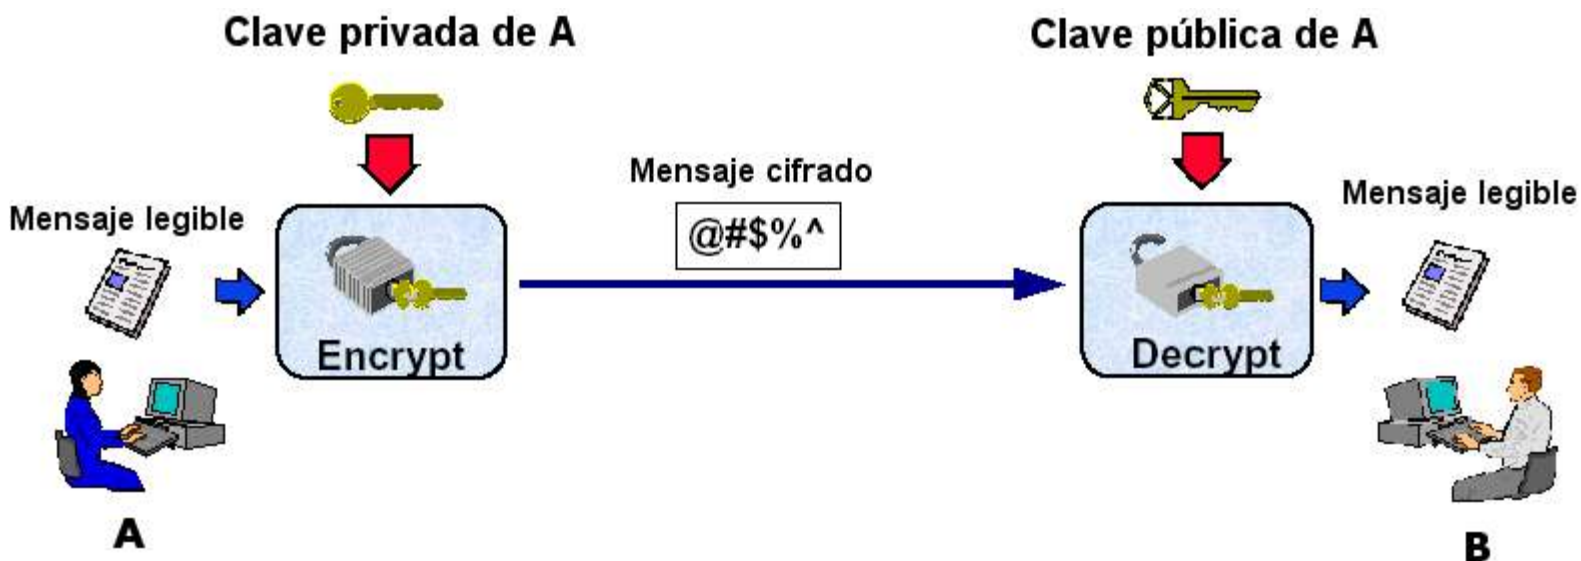 Clave privada de A
Clave pública de A
Mensaje cifrado
Mensaje legible
@#$%^
Mensaje legible
Encrypt
Decrypt
A
B